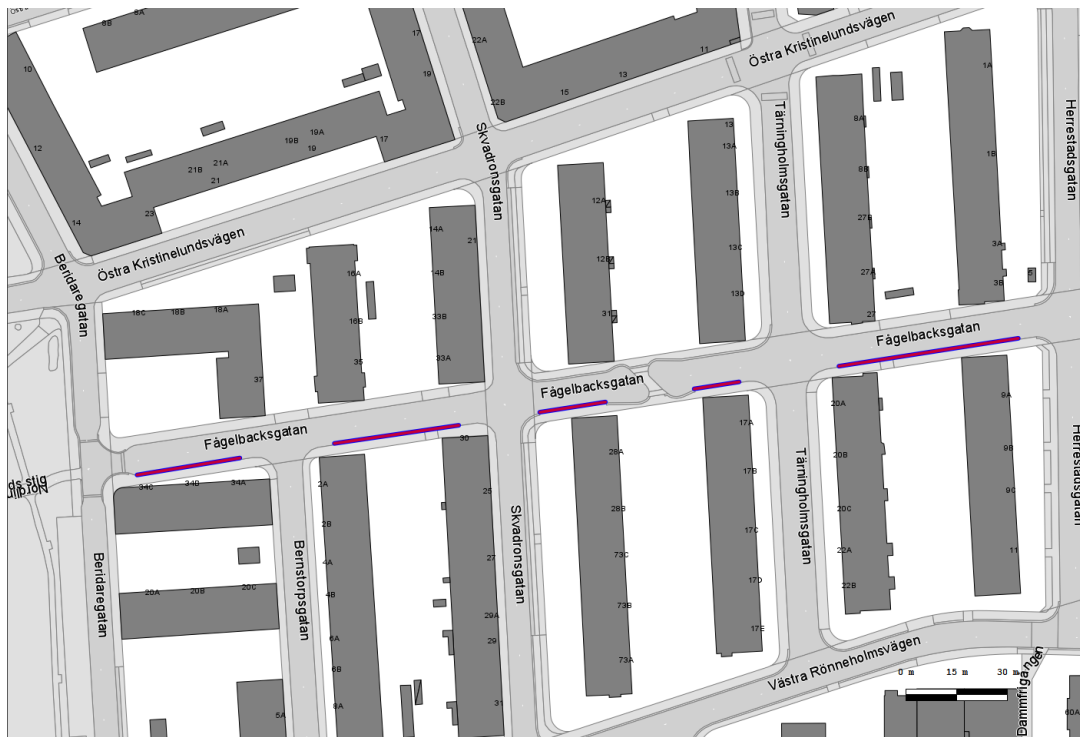 8A
8B
17
10
19
22A
11
13
15
22B
Östra Kristinelundsvägen
1A
Herrestadsgatan
12
19A
19B
19
17
21A
21B
21
Skvadronsgatan
13
13A
Tärningholmsgatan
8A
1B
8B
14
23
12A
13B
27B
Östra Kristinelundsvägen
14A
21
13C
3A
Beridaregatan
16A
14B
12B
27A
6
3B
18C
18B
18A
16B
33B
31
13D
27
Fågelbacksgatan
35
33A
37
Fågelbacksgatan
9A
20A
Fågelbacksgatan
30
17A
28A
9B
34C
34B
34A
2A
25
17B
20B
Herrestadsgatan
9C
Tärningholmsgatan
28B
20C
2B
17C
Skvadronsgatan
Beridaregatan
Bernstorpsgatan
4A
27
73C
22A
11
20A
20B
20C
4B
17D
22B
73B
29A
6A
29
17E
6B
73A
Västra Rönneholmsvägen
0 m
15 m
30 m
Dammfrigangen
5A
8A
31
60A